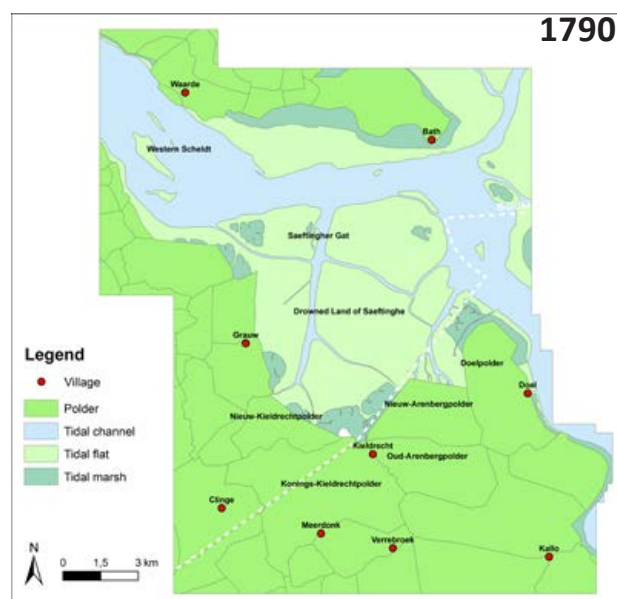 1790
Waarde
Bath
Western Scheldt
Saeftingher Gat
Drowned Land of Saeftinghe
Grauw
Doelpolder
Doel
Nieuw-Kieldrechtpolder
Nieuw-Arenbergpolder
Kieldrecht
Oud-Arenbergpolder
Konings-Kieldrechtpolder
Clinge
Meerdonk
Verrebroek
Kallo
Legend
Village
Polder
Tidal channel
Tidal flat
Tidal marsh
N
0 1,5 3 km